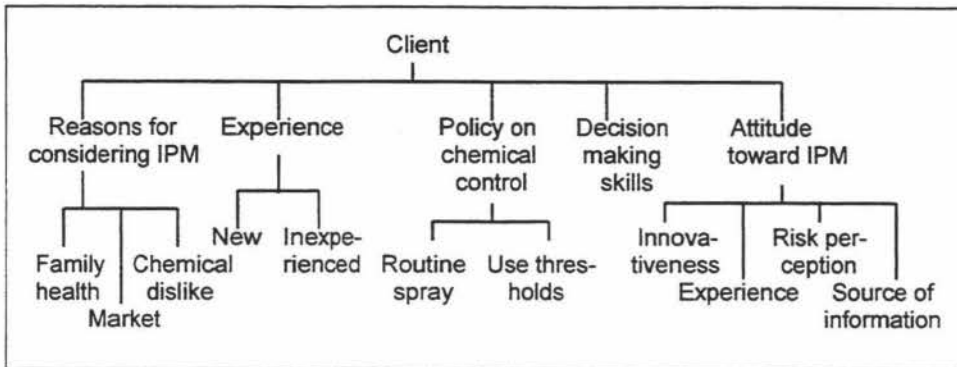 Client
Reasons for
considering IPM
Experience
Policy on
chemical
control
Decision
making
skills
Attitude
toward IPM
Family
health
Market
Chemical
dislike
New
Inexpe-
rienced
Routine
spray
Use thres-
holds
Innova-
tiveness
Experience
Risk per-
ception
Source of
information